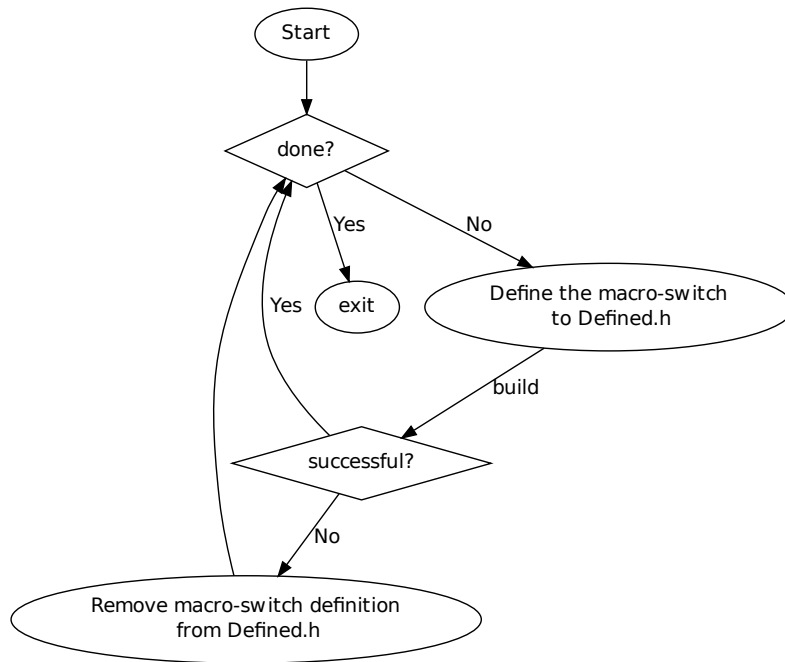 Start
done?
Yes
No
exit
Define the macro-switch
to Defined.h
Yes
build
successful?
No
Remove macro-switch definition
from Defined.h